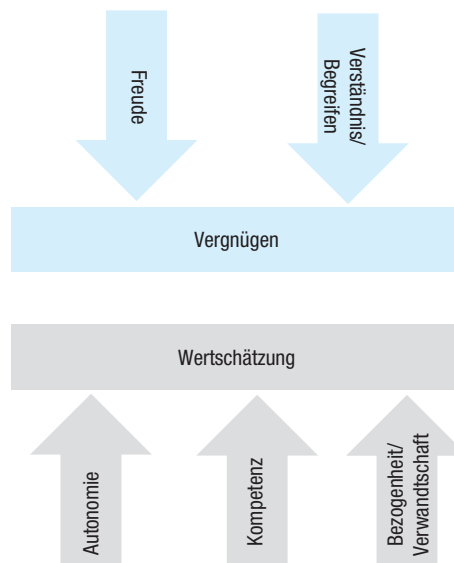 Freude
Verständnis/
Begreifen
Vergnügen
Wertschätzung
Autonomie
Kompetenz
Bezogenheit/
Verwandtschaft